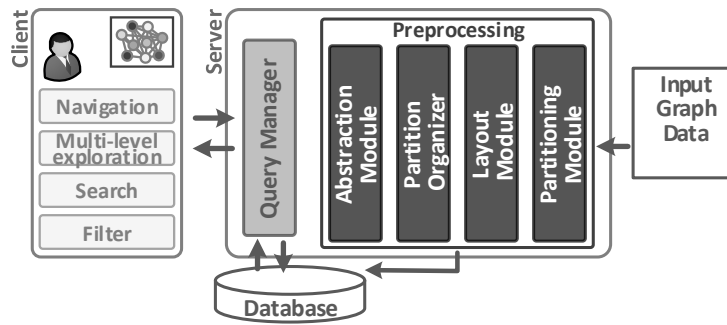 Client
Navigation
Multi-level
exploration
Search
Filter
Server
Query Manager
Preprocessing
Abstraction
Module
Partition
Organizer
Layout
Module
Partitioning
Module
Input
Graph
Data
Database